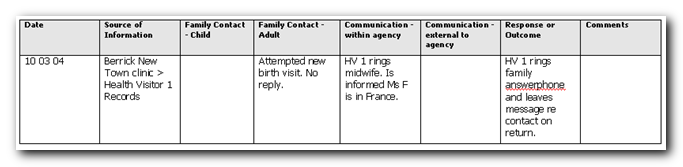 Date
Source of
Information
Family Contact
- Child
Family Contact -
Adult
Communication -
within agency
Communication -
external to
agency
Response or
Outcome
Comments
10 03 04
Berrick New
Town clinic >
Health Visitor 1
Records
Attempted new
birth visit. No
reply.
HV 1 rings
midwife. Is
informed Ms F
is in France.
HV 1 rings
family
answerphone
and leaves
message re
contact on
return.